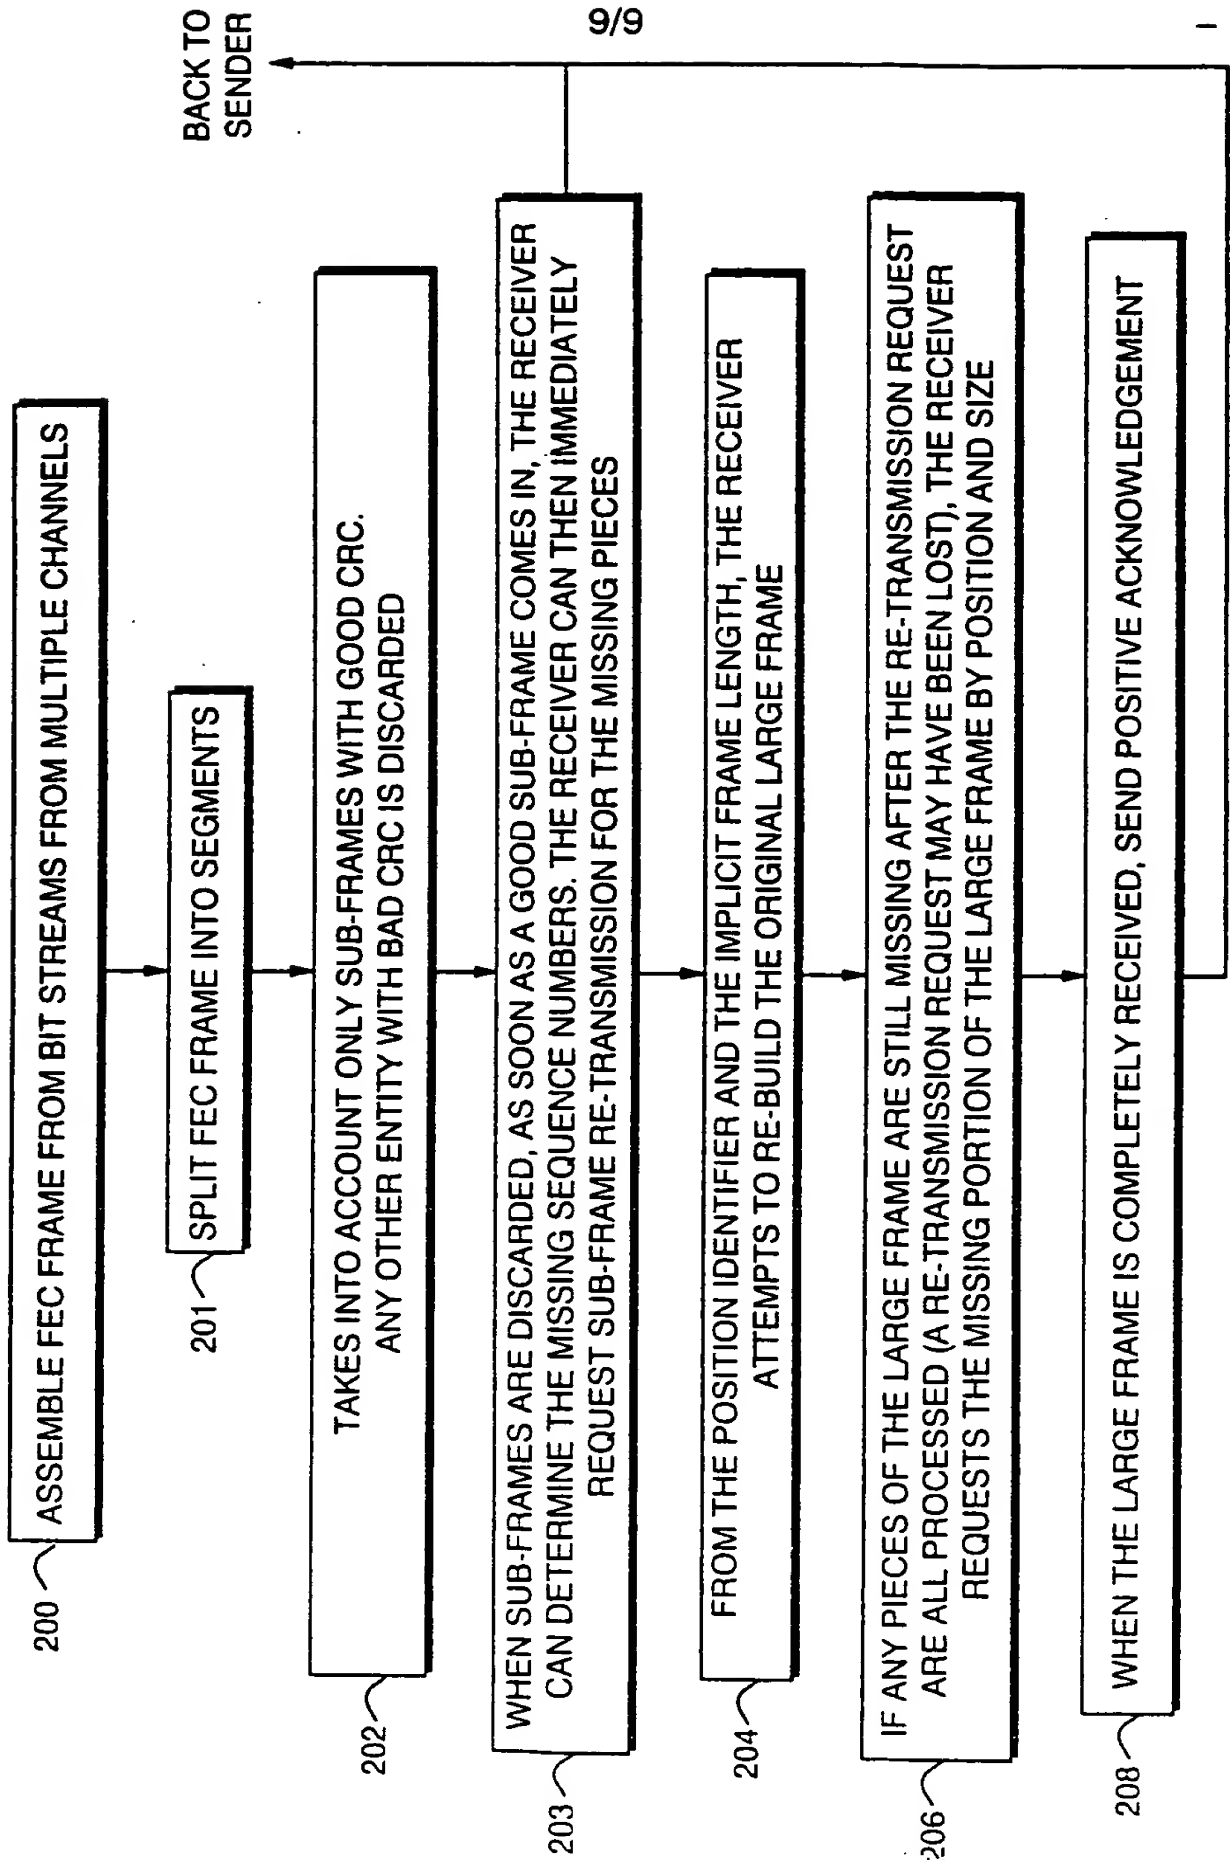 200
ASSEMBLE FEC FRAME FROM BIT STREAMS FROM MULTIPLE CHANNELS
201
SPLIT FEC FRAME INTO SEGMENTS
BACK TO
SENDER
202
TAKES INTO ACCOUNT ONLY SUB-FRAMES WITH GOOD CRC.
ANY OTHER ENTITY WITH BAD CRC IS DISCARDED
203
WHEN SUB-FRAMES ARE DISCARDED, AS SOON AS A GOOD SUB-FRAME COMES IN, THE RECEIVER
CAN DETERMINE THE MISSING SEQUENCE NUMBERS. THE RECEIVER CAN THEN IMMEDIATELY
REQUEST SUB-FRAME RE-TRANSMISSION FOR THE MISSING PIECES
9/9
204
FROM THE POSITION IDENTIFIER AND THE IMPLICIT FRAME LENGTH, THE RECEIVER
ATTEMPTS TO RE-BUILD THE ORIGINAL LARGE FRAME
206
IF ANY PIECES OF THE LARGE FRAME ARE STILL MISSING AFTER THE RE-TRANSMISSION REQUEST
ARE ALL PROCESSED (A RE-TRANSMISSION REQUEST MAY HAVE BEEN LOST), THE RECEIVER
REQUESTS THE MISSING PORTION OF THE LARGE FRAME BY POSITION AND SIZE
208
WHEN THE LARGE FRAME IS COMPLETELY RECEIVED, SEND POSITIVE ACKNOWLEDGEMENT